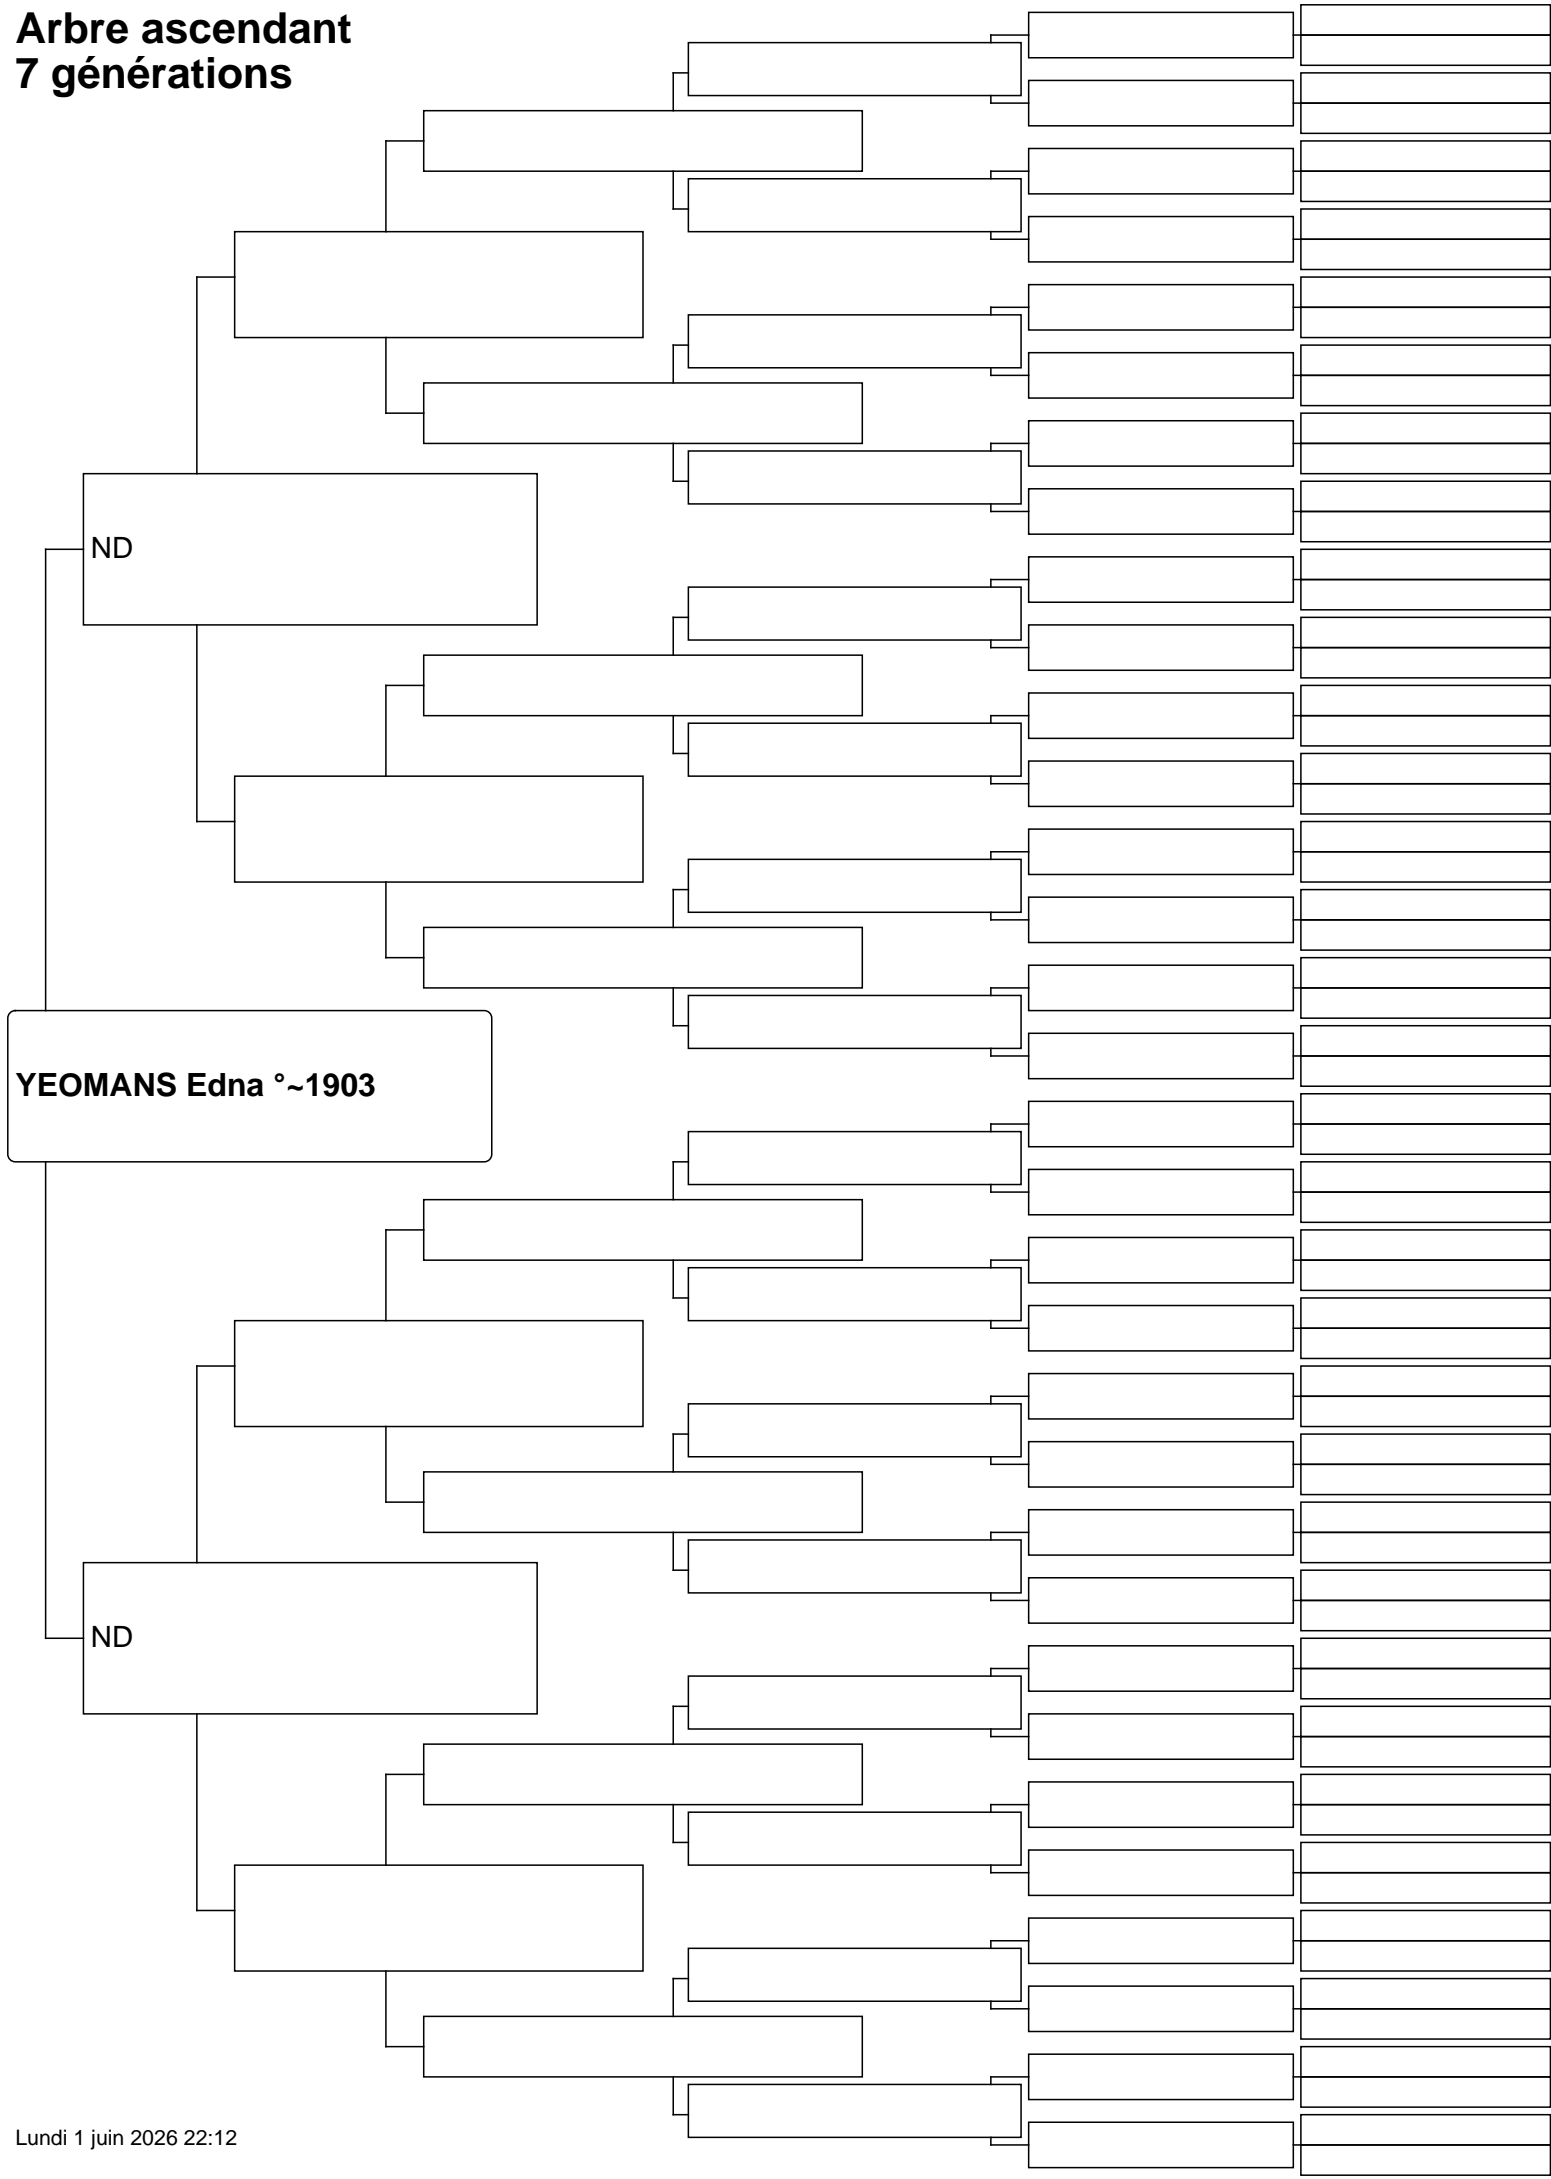 Arbre ascendant
7 générations
ND
YEOMANS Edna °~1903
ND
Lundi 1 juin 2026 22:12